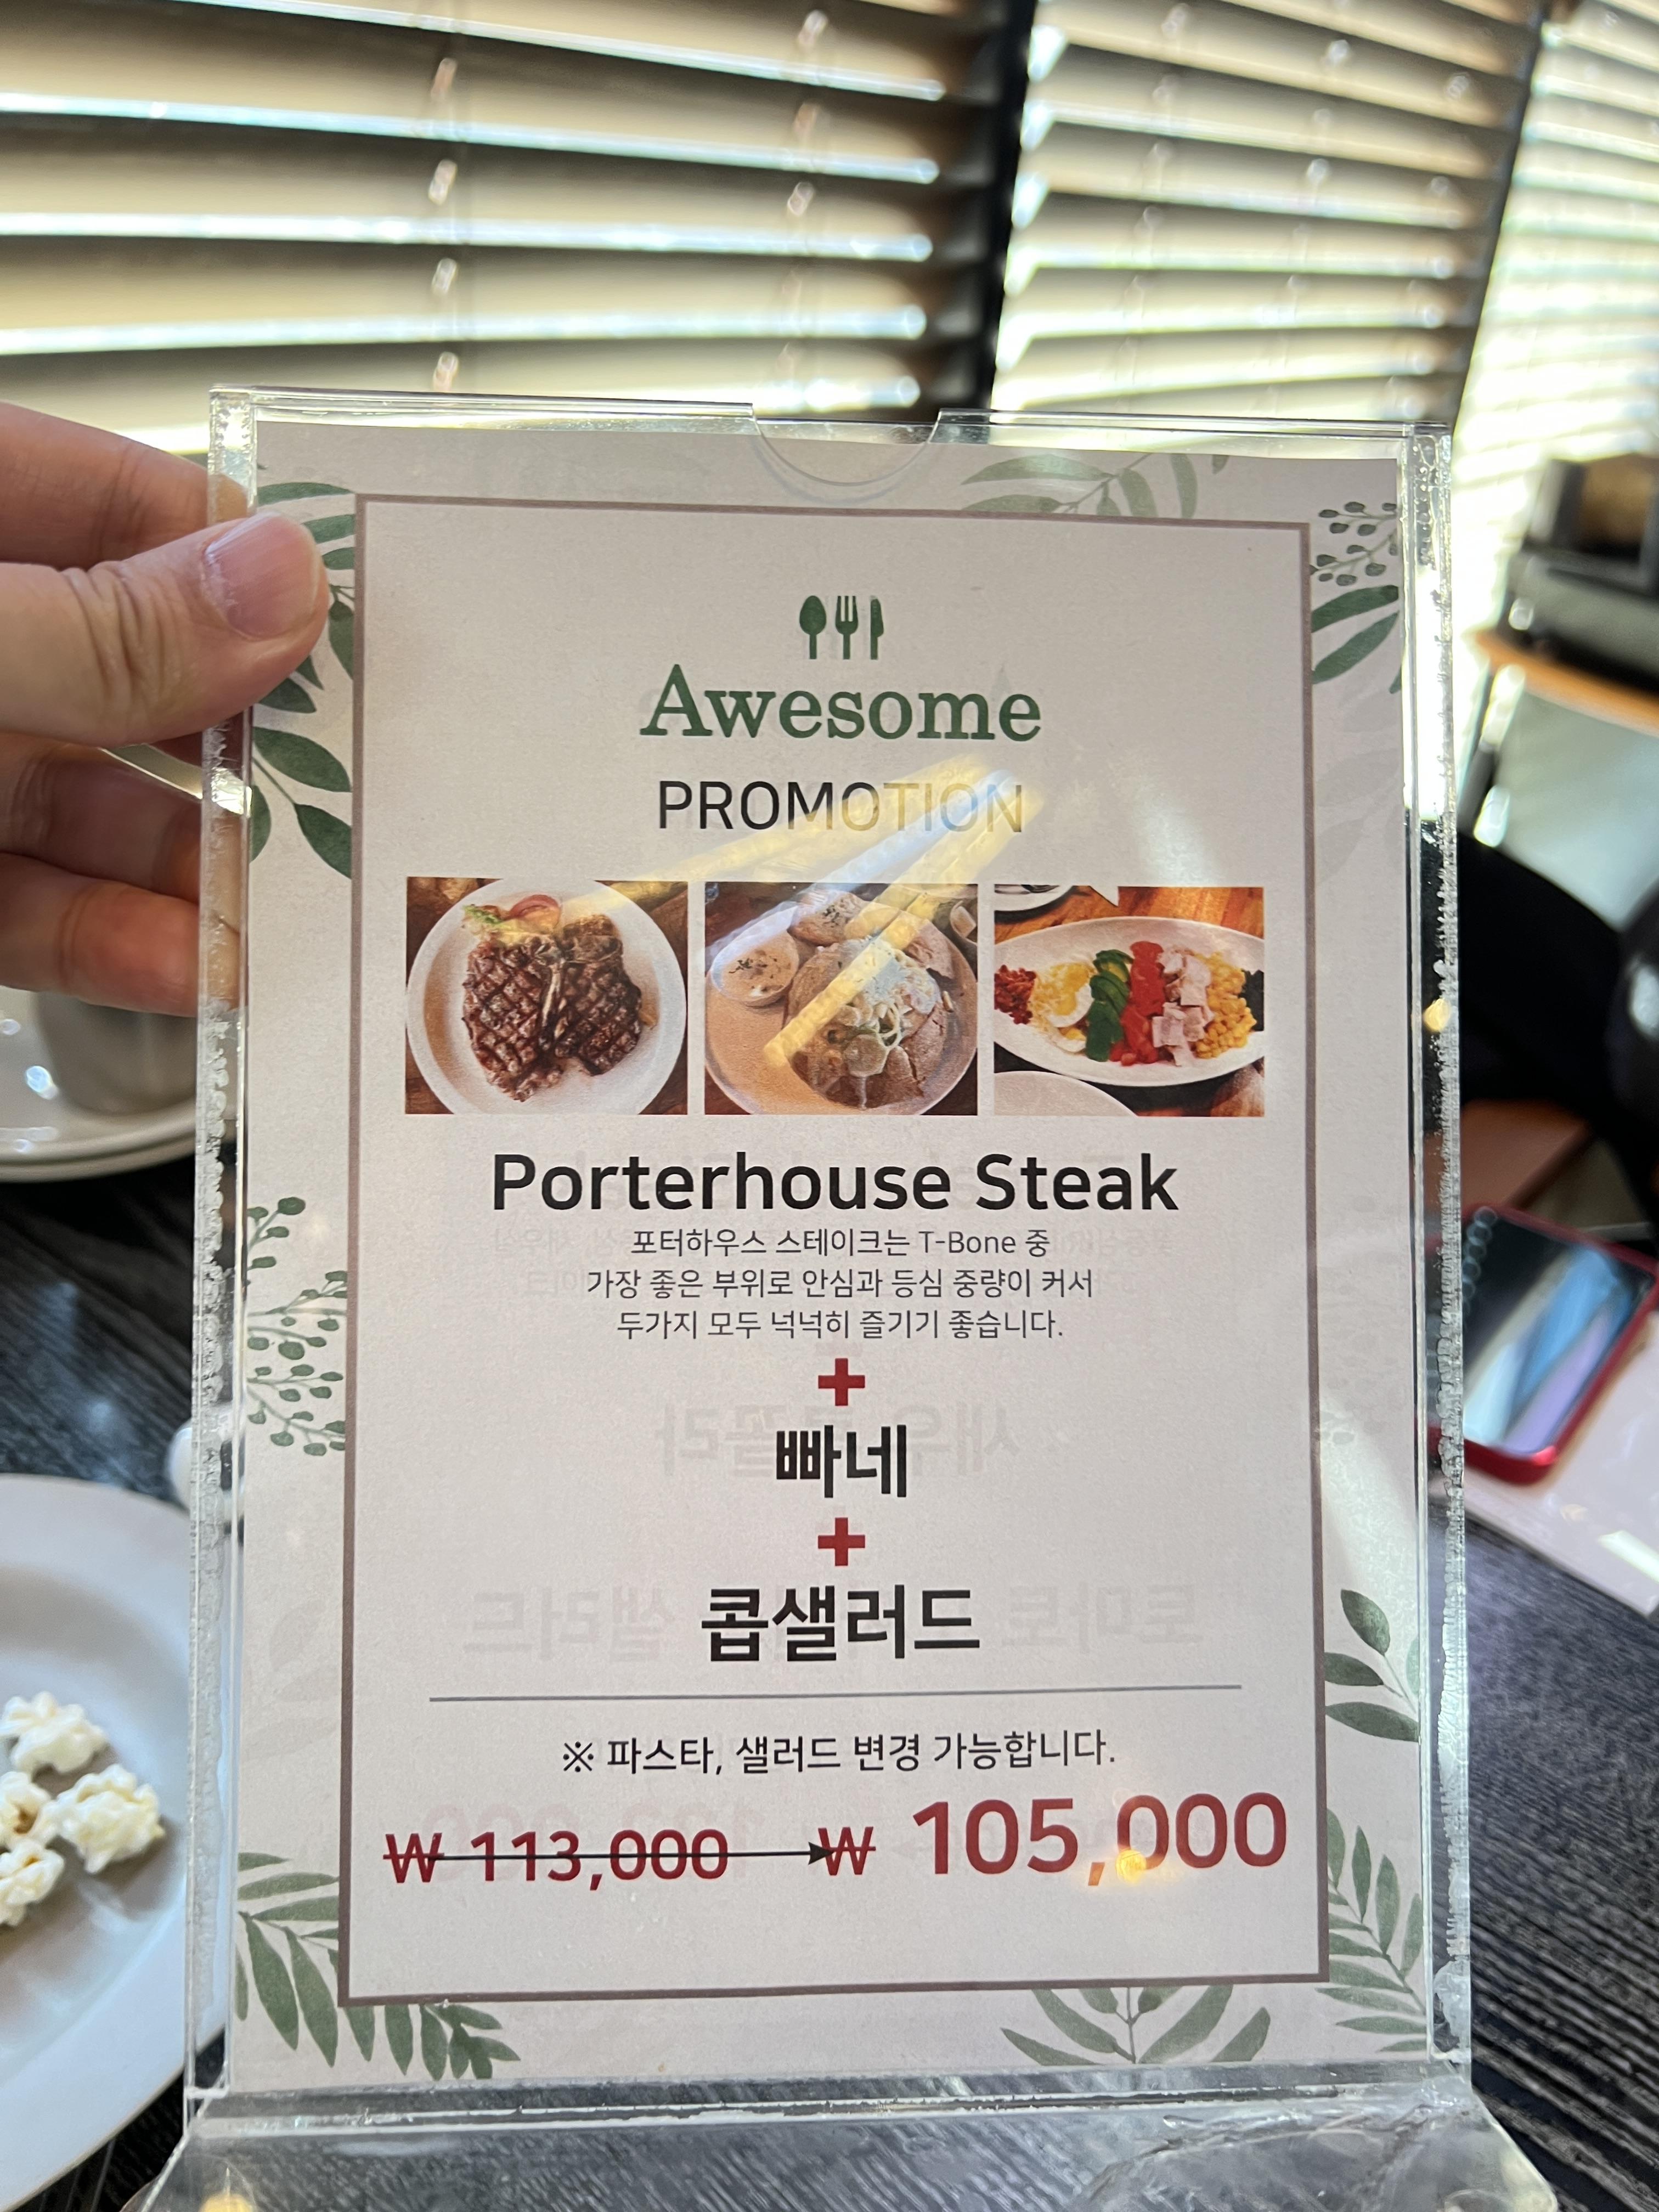 Awesome
PROMOTION
Porterhouse Steak
포터하우스 스테이크는 T-Bone 중
가장 좋은 부위로 안심과 등심 중량이 커서
두가지 모두 넉넉히 즐기기 좋습니다.
+
빠네
+
콥샐러드
※ 파스타, 샐러드 변경 가능합니다.
₩ 113,000 → ₩ 105,000